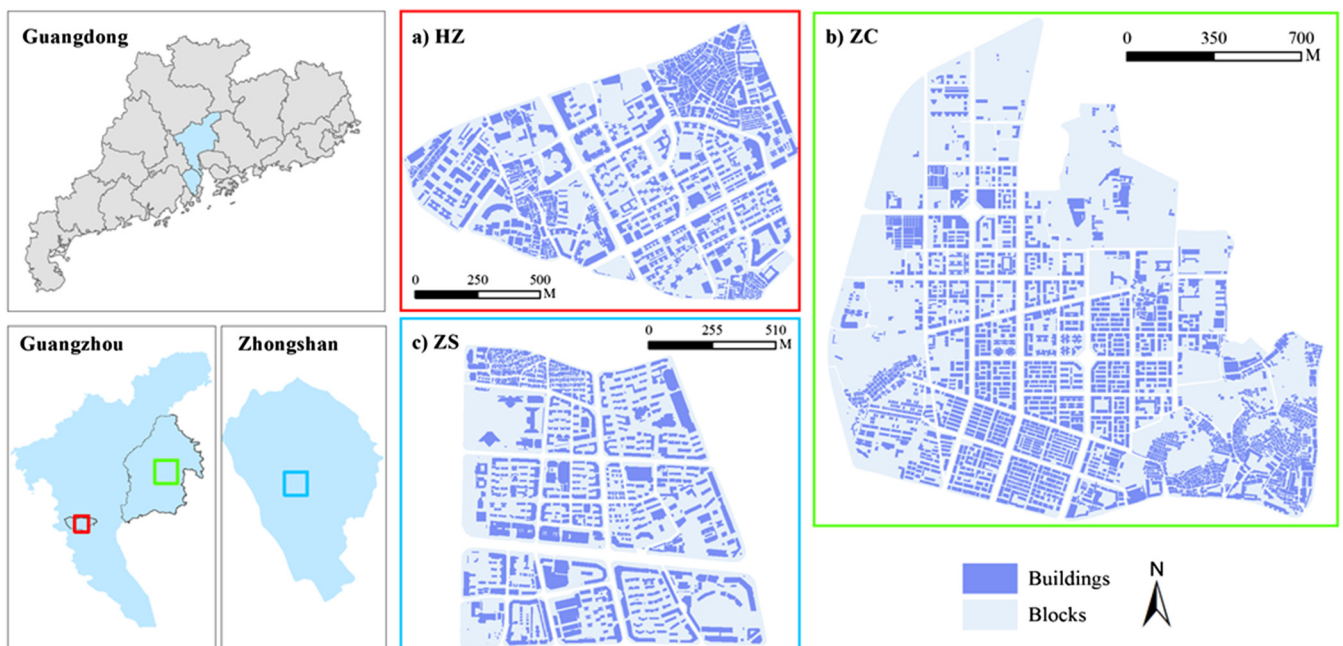 Guangdong
a) HZ
0 250 500
M
b) ZC
0 350 700
M
Guangzhou
Zhongshan
c) ZS
0 255 510
M
Buildings
Blocks
N